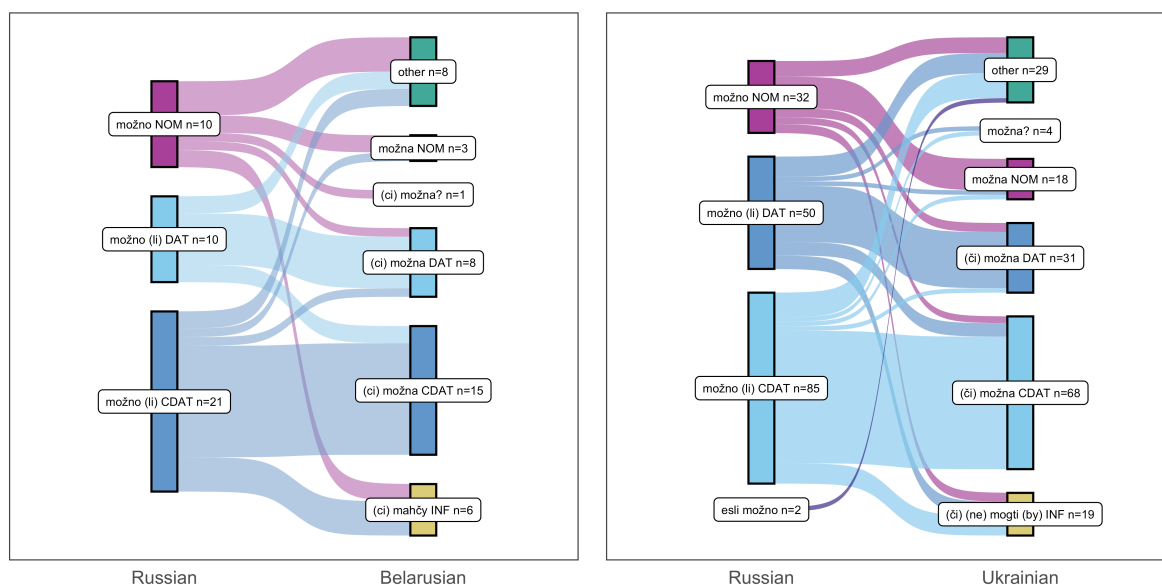 other n=8
možno NOM n=10
možna NOM n=3
(ci) možna? n=1
možno (li) DAT n=10
(ci) možna DAT n=8
možno (li) CDAT n=21
(ci) možna CDAT n=15
(ci) mahčy INF n=6
Russian
Belarusian
other n=29
možno NOM n=32
možna? n=4
možna NOM n=18
možno (li) DAT n=50
(či) možna DAT n=31
možno (li) CDAT n=85
(či) možna CDAT n=68
esli možno n=2
(či) (ne) mogti (by) INF n=19
Russian
Ukrainian